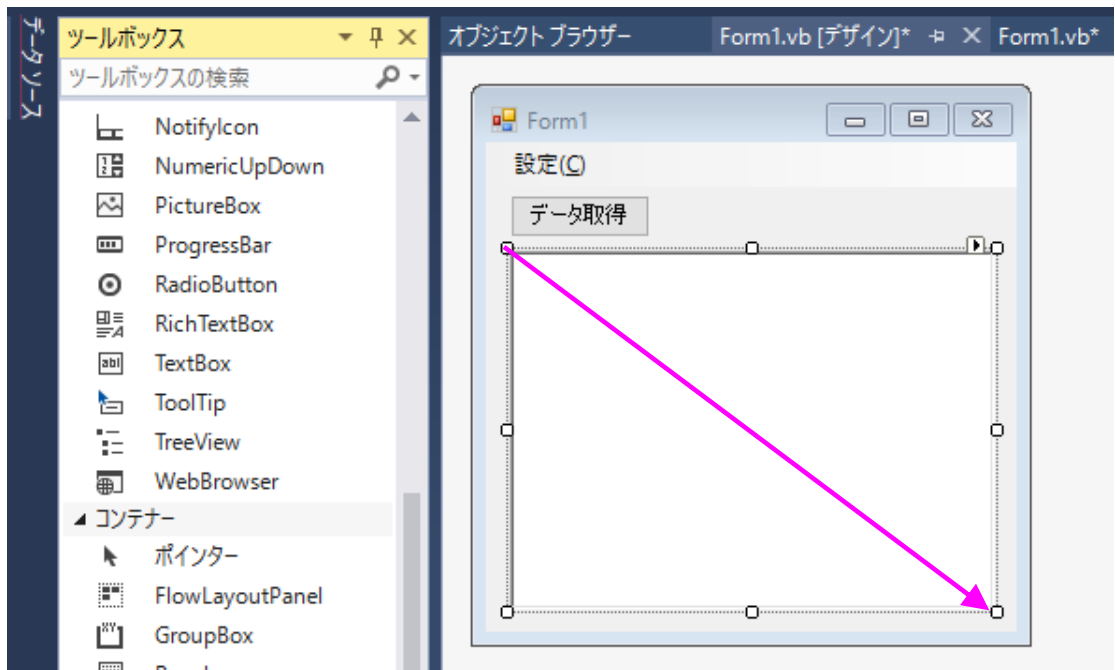 データ ソース
ツールボックス
ツールボックスの検索
NotifyIcon
NumericUpDown
PictureBox
ProgressBar
RadioButton
RichTextBox
TextBox
ToolTip
TreeView
WebBrowser
コンテナー
ポインター
FlowLayoutPanel
GroupBox
オブジェクト ブラウザー
Form1.vb [デザイン]*
Form1.vb*
Form1
設定(C)
データ取得